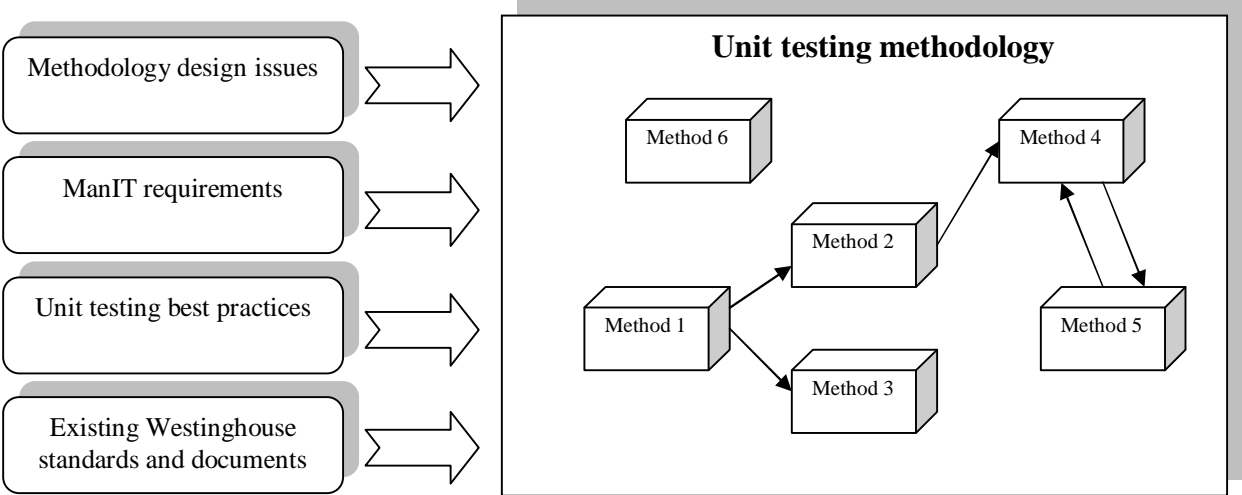 Methodology design issues
ManIT requirements
Unit testing best practices
Existing Westinghouse
standards and documents
Unit testing methodology
Method 6
Method 4
Method 2
Method 1
Method 5
Method 3